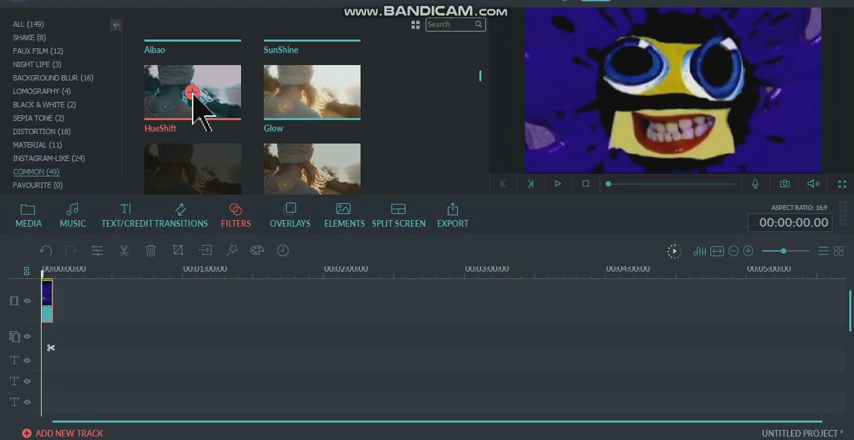 www.BANDICAM.com
ALL (149)
SHAKE (8)
FAUX FILM (12)
NIGHT LIFE (3)
BACKGROUND BLUR (16)
LOMOGRAPHY (4)
BLACK & WHITE (2)
SEPIA TONE (2)
DISTORTION (18)
MATERIAL (11)
INSTAGRAM-LIKE (24)
COMMON (49)
FAVOURITE (0)
Search
Aibao
SunShine
HueShift
Glow
MEDIA
MUSIC
TEXT/CREDIT
TRANSITIONS
FILTERS
OVERLAYS
ELEMENTS
SPLIT SCREEN
EXPORT
ASPECT RATIO: 16:9
00:00:00.00
00:00:00:00
00:01:00:00
00:02:00:00
00:03:00:00
00:04:00:00
00:05:00:00
ADD NEW TRACK
UNTITLED PROJECT *